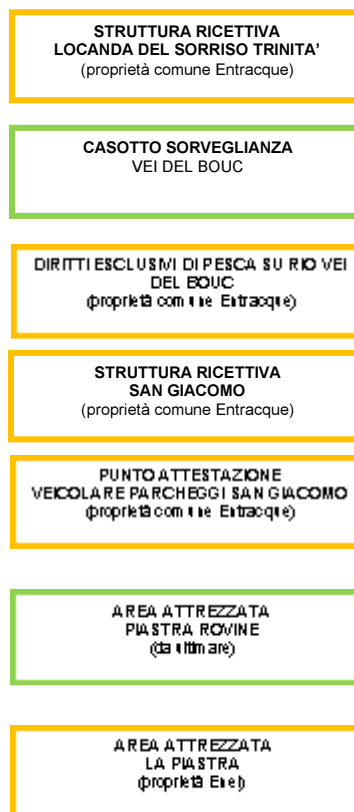 STRUTTURA RICETTIVA
LOCANDA DEL SORRISO TRINITA’
(proprietà comune Entracque)
CASOTTO SORVEGLIANZA
VEI DEL BOUC
DIRITTI ESCLUSIVI DI PESCA SU RIO VEI
DEL BOUC
(proprietà comune Entracque)
STRUTTURA RICETTIVA
SAN GIACOMO
(proprietà comune Entracque)
PUNTO ATTESTAZIONE
VEICOLARE PARCHEGGI SAN GIACOMO
(proprietà comune Entracque)
AREA ATTREZZATA
PIASTRA ROVINE
(da ultimare)
AREA ATTREZZATA
LA PIASTRA
(proprietà Enel)